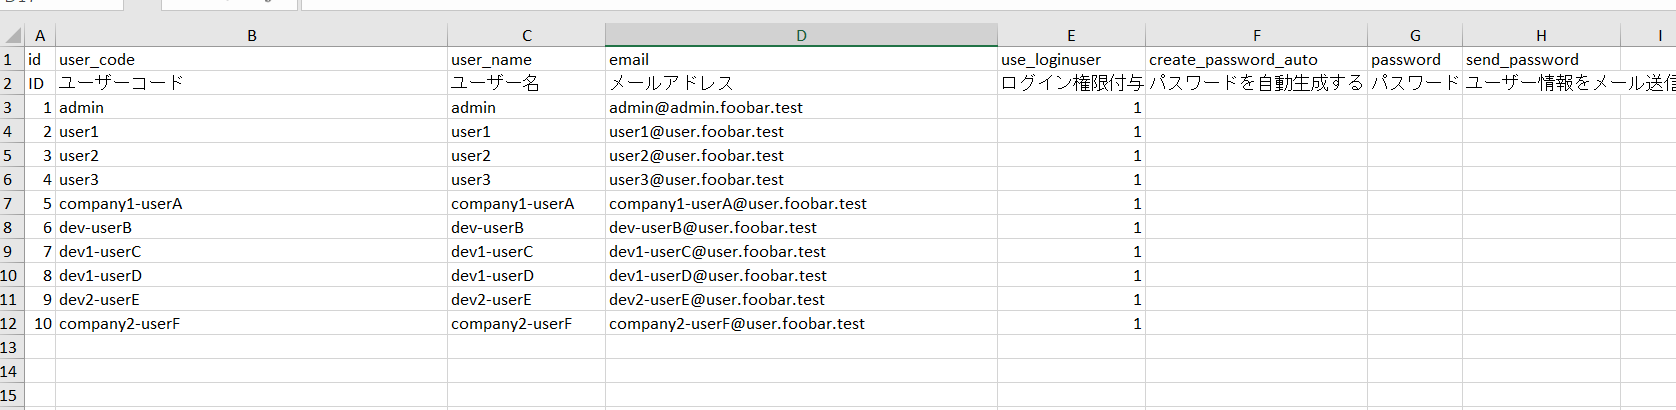 A B C D E F G H I
1 id user_code user_name email use_loginuser create_password_auto password send_password
2 ID ユーザーコード ユーザー名 メールアドレス ログイン権限付与 パスワードを自動生成する パスワード ユーザー情報をメール送信
3 1 admin admin admin@admin.foobar.test 1
4 2 user1 user1 user1@user.foobar.test 1
5 3 user2 user2 user2@user.foobar.test 1
6 4 user3 user3 user3@user.foobar.test 1
7 5 company1-userA company1-userA company1-userA@user.foobar.test 1
8 6 dev-userB dev-userB dev-userB@user.foobar.test 1
9 7 dev1-userC dev1-userC dev1-userC@user.foobar.test 1
10 8 dev1-userD dev1-userD dev1-userD@user.foobar.test 1
11 9 dev2-userE dev2-userE dev2-userE@user.foobar.test 1
12 10 company2-userF company2-userF company2-userF@user.foobar.test 1
13
14
15